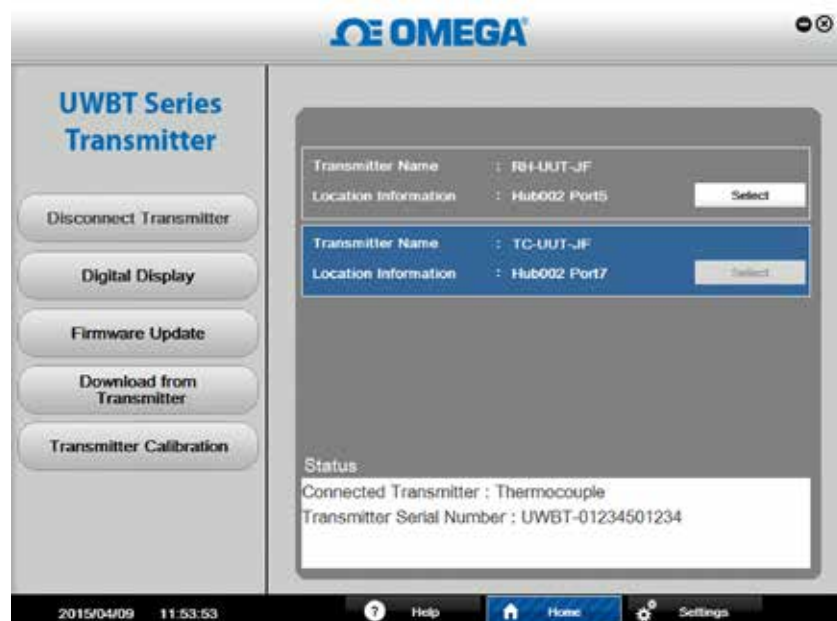 OMEGA
UWBT Series
Transmitter
Disconnect Transmitter
Digital Display
Firmware Update
Download from
Transmitter
Transmitter Calibration
Transmitter Name : RH-UUT-JF
Location Information : Hub002 Port5
Select
Transmitter Name : TC-UUT-JF
Location Information : Hub002 Port7
Select
Status
Connected Transmitter : Thermocouple
Transmitter Serial Number : UWBT-01234501234
2015/04/09 11:53:53
? Help
Home
Settings